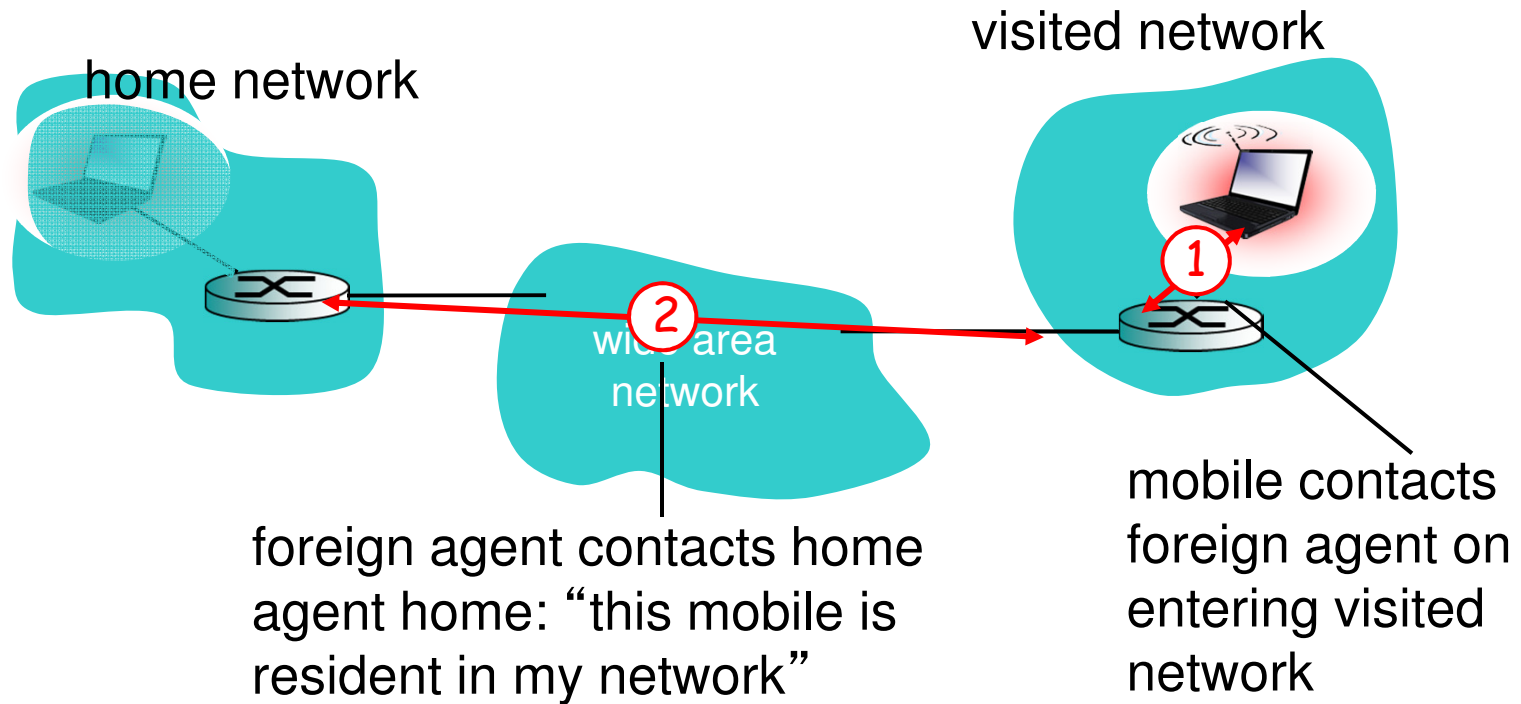 visited network
home network
1
2
wide area
network
foreign agent contacts home
agent home: “this mobile is
resident in my network”
mobile contacts
foreign agent on
entering visited
network